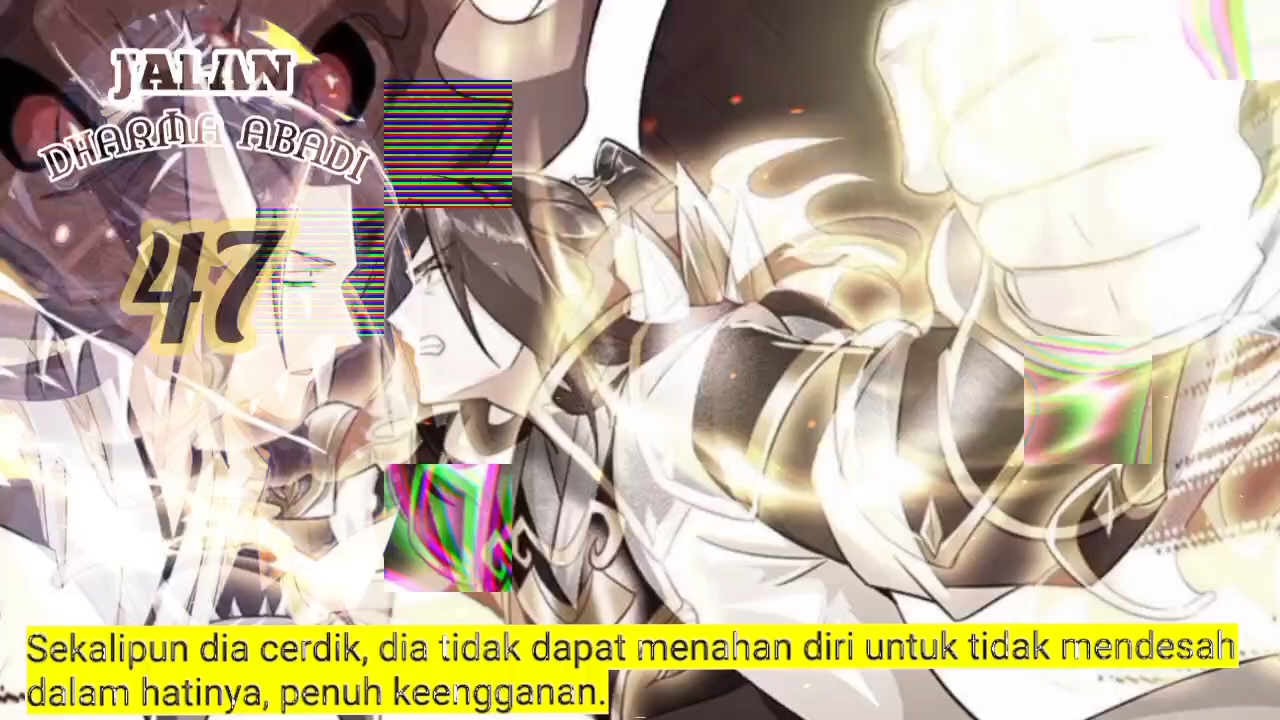 JALAN
DHARMA ABADI
47
Sekalipun dia cerdik, dia tidak dapat menahan diri untuk tidak mendesah
dalam hatinya, penuh keengganan.